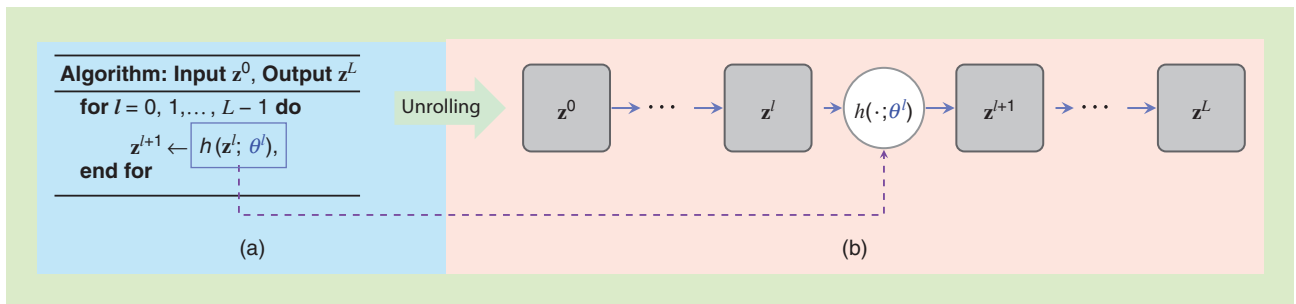 Algorithm: Input z⁰, Output zᴸ
for l = 0, 1,..., L − 1 do
zˡ⁺¹ ← h(zˡ; θˡ),
end for
(a)
Unrolling
z⁰ ··· zˡ h(·;θˡ) zˡ⁺¹ ··· zᴸ
(b)